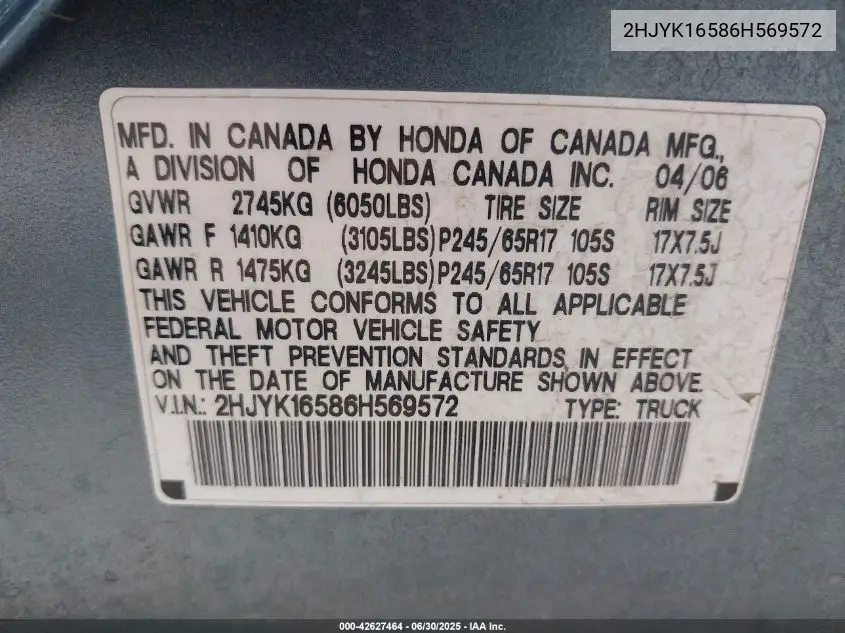 2HJYK16586H569572
MFD. IN CANADA BY HONDA OF CANADA MFG.,
A DIVISION OF HONDA CANADA INC. 04/06
GVWR 2745KG (6050LBS) TIRE SIZE RIM SIZE
GAWR F 1410KG (3105LBS) P245/65R17 105S 17X7.5J
GAWR R 1475KG (3245LBS) P245/65R17 105S 17X7.5J
THIS VEHICLE CONFORMS TO ALL APPLICABLE
FEDERAL MOTOR VEHICLE SAFETY
AND THEFT PREVENTION STANDARDS IN EFFECT
ON THE DATE OF MANUFACTURE SHOWN ABOVE.
V.I.N.: 2HJYK16586H569572 TYPE: TRUCK
000-42627464 - 06/30/2025 - IAA Inc.